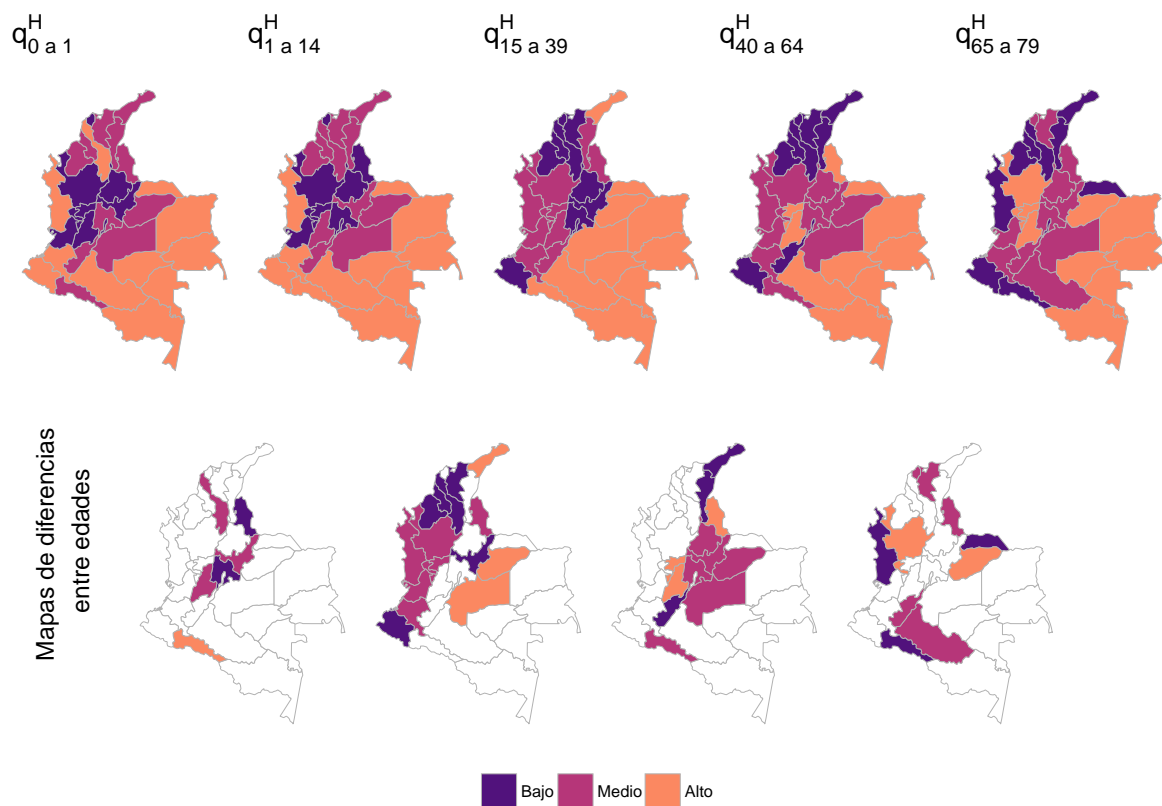 q^H_0 a 1
q^H_1 a 14
q^H_15 a 39
q^H_40 a 64
q^H_65 a 79
Mapas de diferencias
entre edades
Bajo Medio Alto